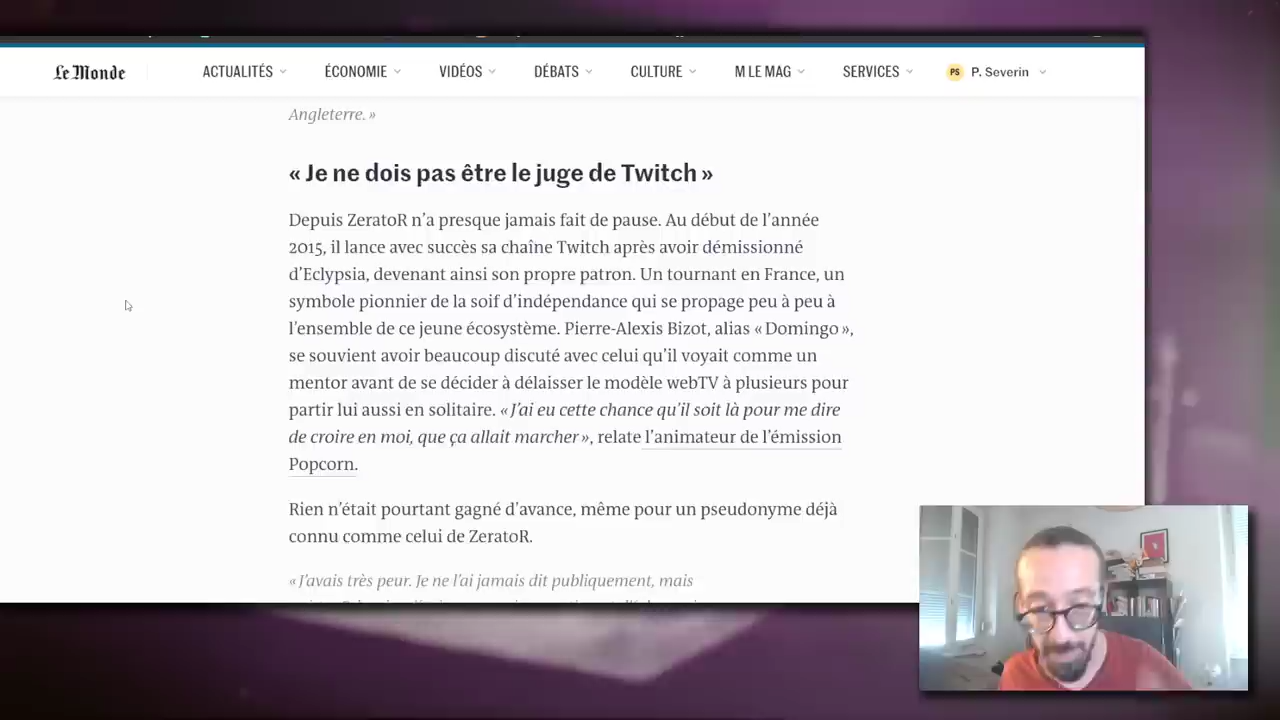 Le Monde
ACTUALITÉS
ÉCONOMIE
VIDÉOS
DÉBATS
CULTURE
M LE MAG
SERVICES
PS
P. Severin
Angleterre. »
« Je ne dois pas être le juge de Twitch »
Depuis ZeratoR n’a presque jamais fait de pause. Au début de l’année
2015, il lance avec succès sa chaîne Twitch après avoir démissionné
d’Eclypsia, devenant ainsi son propre patron. Un tournant en France, un
symbole pionnier de la soif d’indépendance qui se propage peu à peu à
l’ensemble de ce jeune écosystème. Pierre-Alexis Bizot, alias « Domingo »,
se souvient avoir beaucoup discuté avec celui qu’il voyait comme un
mentor avant de se décider à délaisser le modèle webTV à plusieurs pour
partir lui aussi en solitaire. « J’ai eu cette chance qu’il soit là pour me dire
de croire en moi, que ça allait marcher », relate l’animateur de l’émission
Popcorn.
Rien n’était pourtant gagné d’avance, même pour un pseudonyme déjà
connu comme celui de ZeratoR.
« J’avais très peur. Je ne l’ai jamais dit publiquement, mais